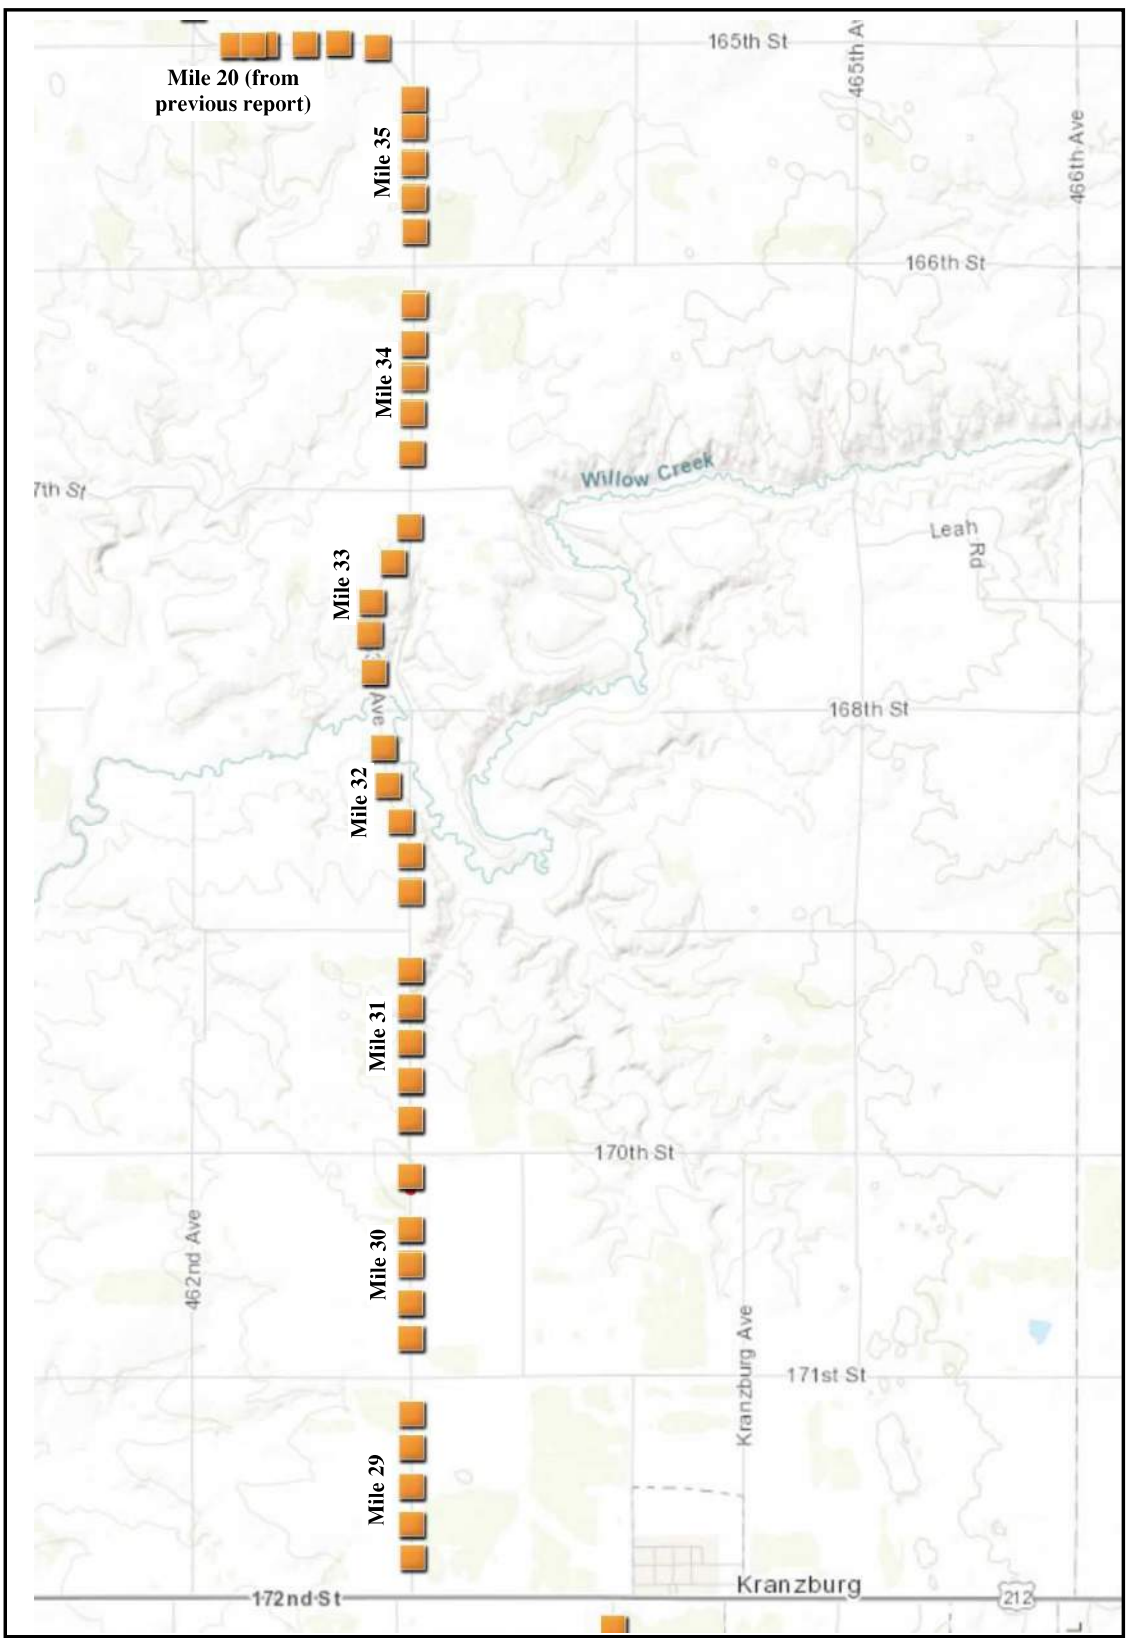 165th St
465th A
Mile 20 (from
previous report)
466th Ave
Mile 35
166th St
Mile 34
Willow Creek
7th St
Leah
Rd
Mile 33
Ave
168th St
Mile 32
Mile 31
170th St
462nd Ave
Mile 30
Kranzburg Ave
171st St
Mile 29
Kranzburg
172nd St
212